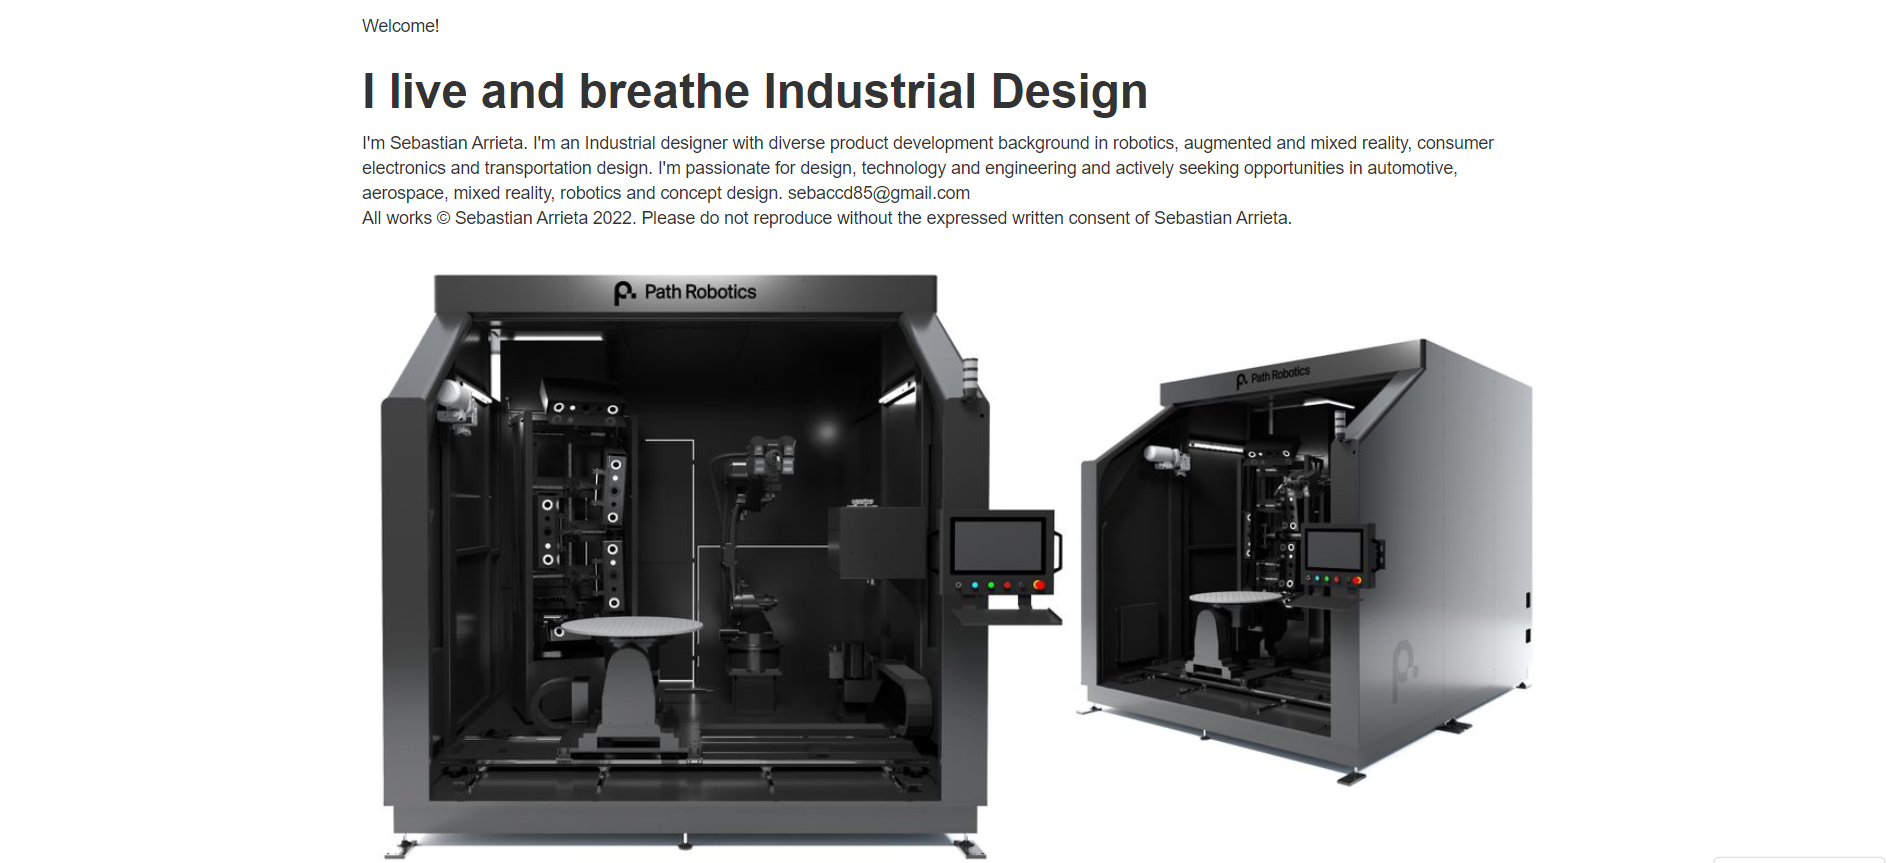 Welcome!
I live and breathe Industrial Design
I'm Sebastian Arrieta. I'm an Industrial designer with diverse product development background in robotics, augmented and mixed reality, consumer
electronics and transportation design. I'm passionate for design, technology and engineering and actively seeking opportunities in automotive,
aerospace, mixed reality, robotics and concept design. sebaccd85@gmail.com
All works © Sebastian Arrieta 2022. Please do not reproduce without the expressed written consent of Sebastian Arrieta.
Path Robotics
Path Robotics